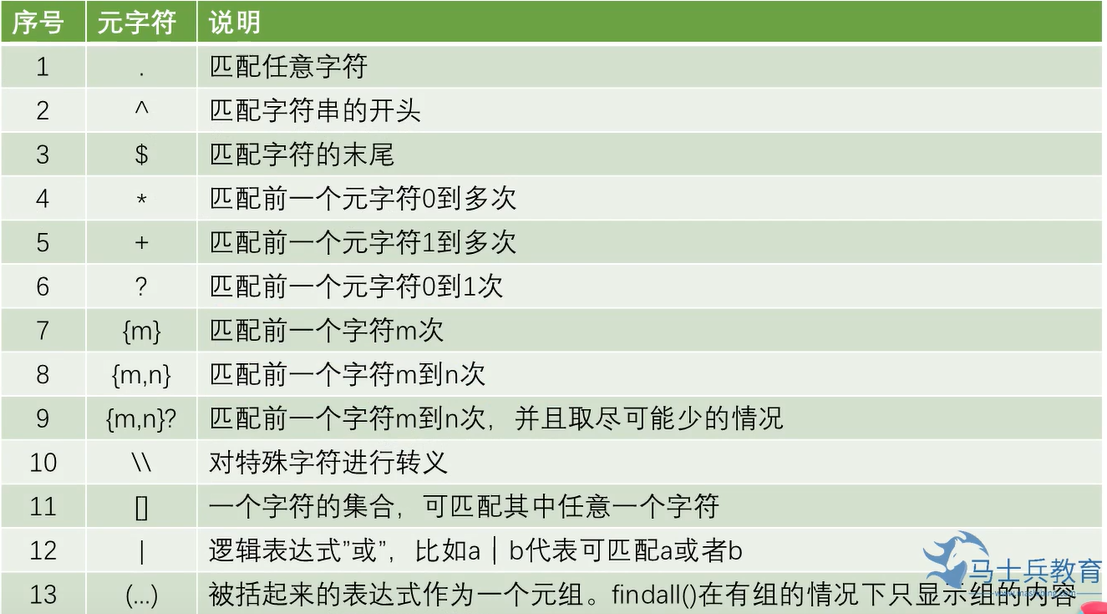 序号 元字符 说明
1 . 匹配任意字符
2 ^ 匹配字符串的开头
3 $ 匹配字符的末尾
4 * 匹配前一个元字符0到多次
5 + 匹配前一个元字符1到多次
6 ? 匹配前一个元字符0到1次
7 {m} 匹配前一个字符m次
8 {m,n} 匹配前一个字符m到n次
9 {m,n}? 匹配前一个字符m到n次，并且取尽可能少的情况
10 \\ 对特殊字符进行转义
11 [] 一个字符的集合，可匹配其中任意一个字符
12 | 逻辑表达式”或”，比如a｜b代表可匹配a或者b
13 (...) 被括起来的表达式作为一个元组。findall()在有组的情况下只显示组的内容
马士兵教育